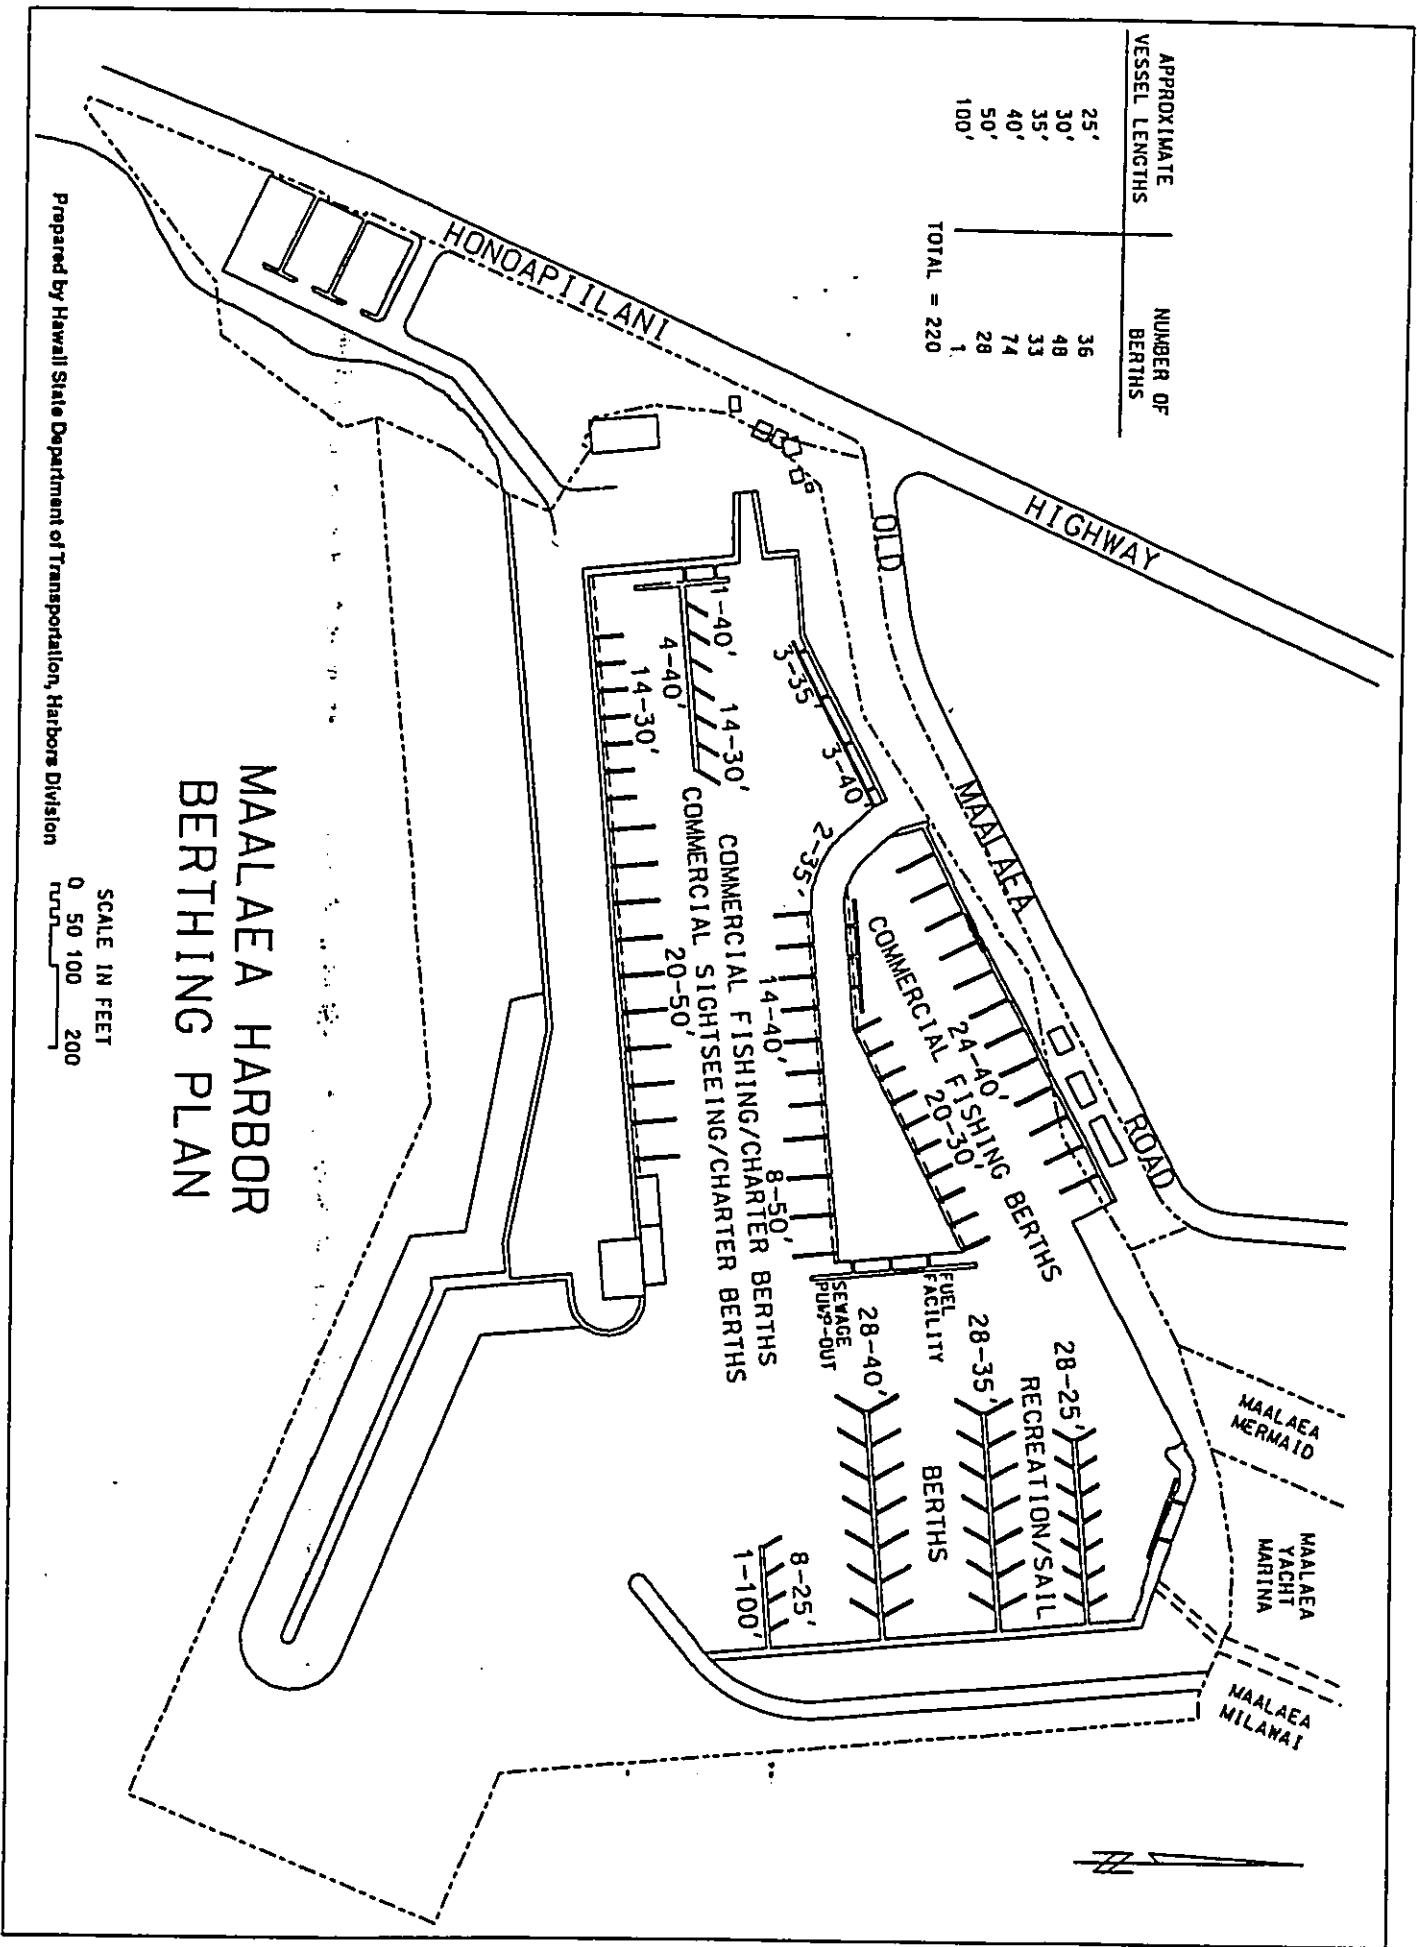 APPROXIMATE
VESSEL LENGTHS
NUMBER OF
BERTHS
25' 36
30' 48
35' 33
40' 74
50' 28
100' 1
TOTAL = 220
HONOAPIILANI
HIGHWAY
OLD
MAALAEA
ROAD
MAALAEA
MERMAID
MAALAEA
YACHT
MARINA
MAALAEA
MILAWAI
3-35'
3-40'
2-35'
1-40'
14-30'
4-40'
14-30'
COMMERCIAL FISHING BERTHS
24-40'
20-30'
14-40'
8-50'
COMMERCIAL FISHING/CHARTER BERTHS
COMMERCIAL SIGHTSEEING/CHARTER BERTHS
20-50'
FUEL
FACILITY
SEWAGE
PUMP-OUT
28-25'
RECREATION/SAIL
BERTHS
28-35'
28-40'
8-25'
1-100'
MAALAEA HARBOR
BERTHING PLAN
SCALE IN FEET
0 50 100 200
Prepared by Hawaii State Department of Transportation, Harbors Division
N